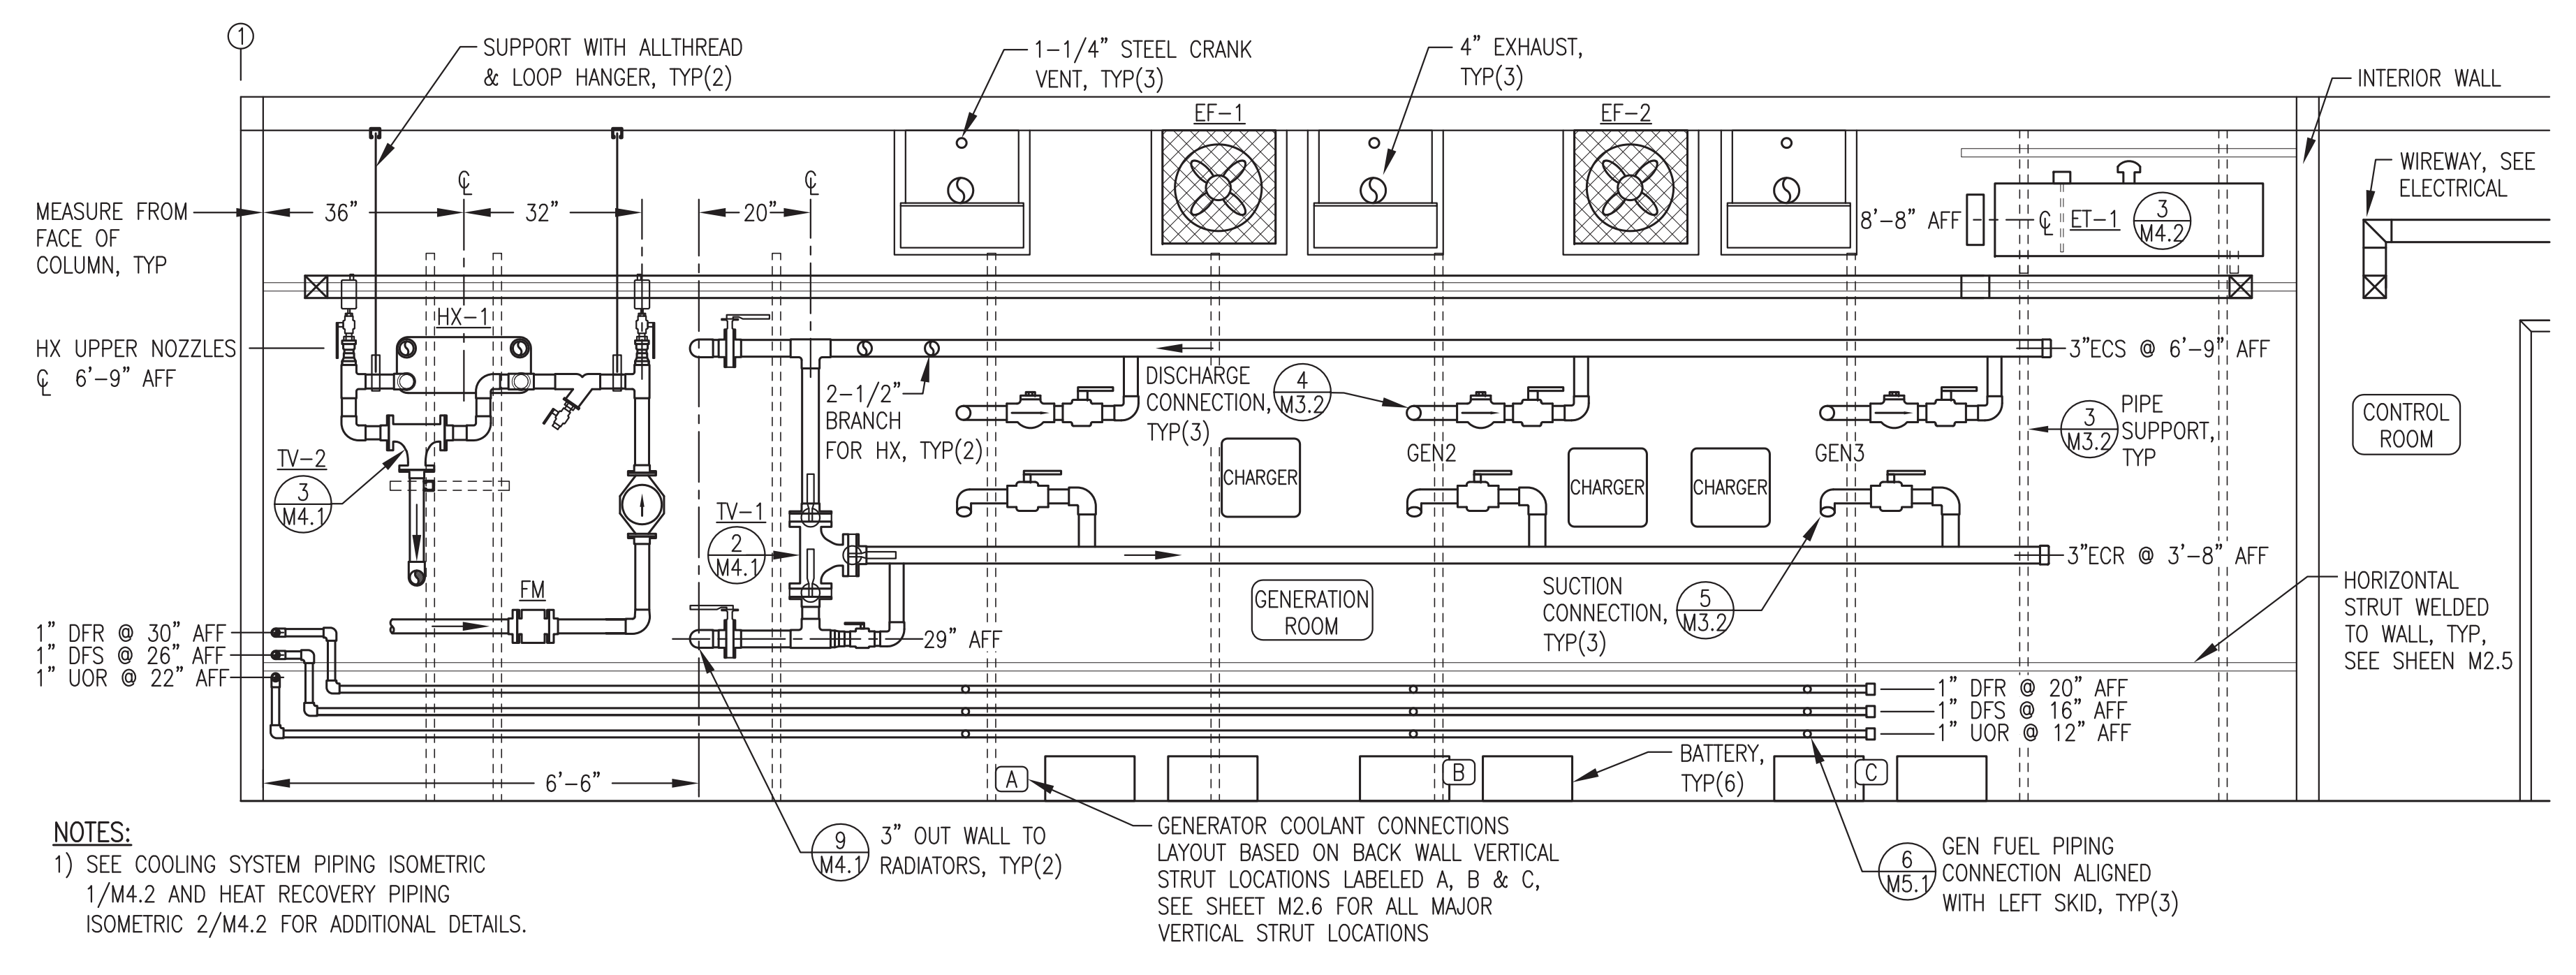 1
SUPPORT WITH ALLTHREAD
& LOOP HANGER, TYP(2)
1-1/4" STEEL CRANK
VENT, TYP(3)
4" EXHAUST,
TYP(3)
INTERIOR WALL
EF-1
EF-2
WIREWAY, SEE
ELECTRICAL
MEASURE FROM
FACE OF
COLUMN, TYP
36"
℄
32"
20"
℄
8'-8" AFF
℄
ET-1
3
M4.2
HX UPPER NOZZLES
℄ 6'-9" AFF
HX-1
3"ECS @ 6'-9" AFF
2-1/2"
BRANCH
FOR HX, TYP(2)
DISCHARGE
CONNECTION,
TYP(3)
4
M3.2
3
M3.2
PIPE
SUPPORT,
TYP
CONTROL
ROOM
TV-2
3
M4.1
CHARGER
GEN2
CHARGER
CHARGER
GEN3
TV-1
2
M4.1
3"ECR @ 3'-8" AFF
FM
GENERATION
ROOM
SUCTION
CONNECTION,
TYP(3)
5
M3.2
HORIZONTAL
STRUT WELDED
TO WALL, TYP,
SEE SHEEN M2.5
1" DFR @ 30" AFF
1" DFS @ 26" AFF
1" UOR @ 22" AFF
29" AFF
1" DFR @ 20" AFF
1" DFS @ 16" AFF
1" UOR @ 12" AFF
6'-6"
A
B
C
BATTERY,
TYP(6)
9
M4.1
3" OUT WALL TO
RADIATORS, TYP(2)
GENERATOR COOLANT CONNECTIONS
LAYOUT BASED ON BACK WALL VERTICAL
STRUT LOCATIONS LABELED A, B & C,
SEE SHEET M2.6 FOR ALL MAJOR
VERTICAL STRUT LOCATIONS
6
M5.1
GEN FUEL PIPING
CONNECTION ALIGNED
WITH LEFT SKID, TYP(3)
NOTES:
1) SEE COOLING SYSTEM PIPING ISOMETRIC
1/M4.2 AND HEAT RECOVERY PIPING
ISOMETRIC 2/M4.2 FOR ADDITIONAL DETAILS.